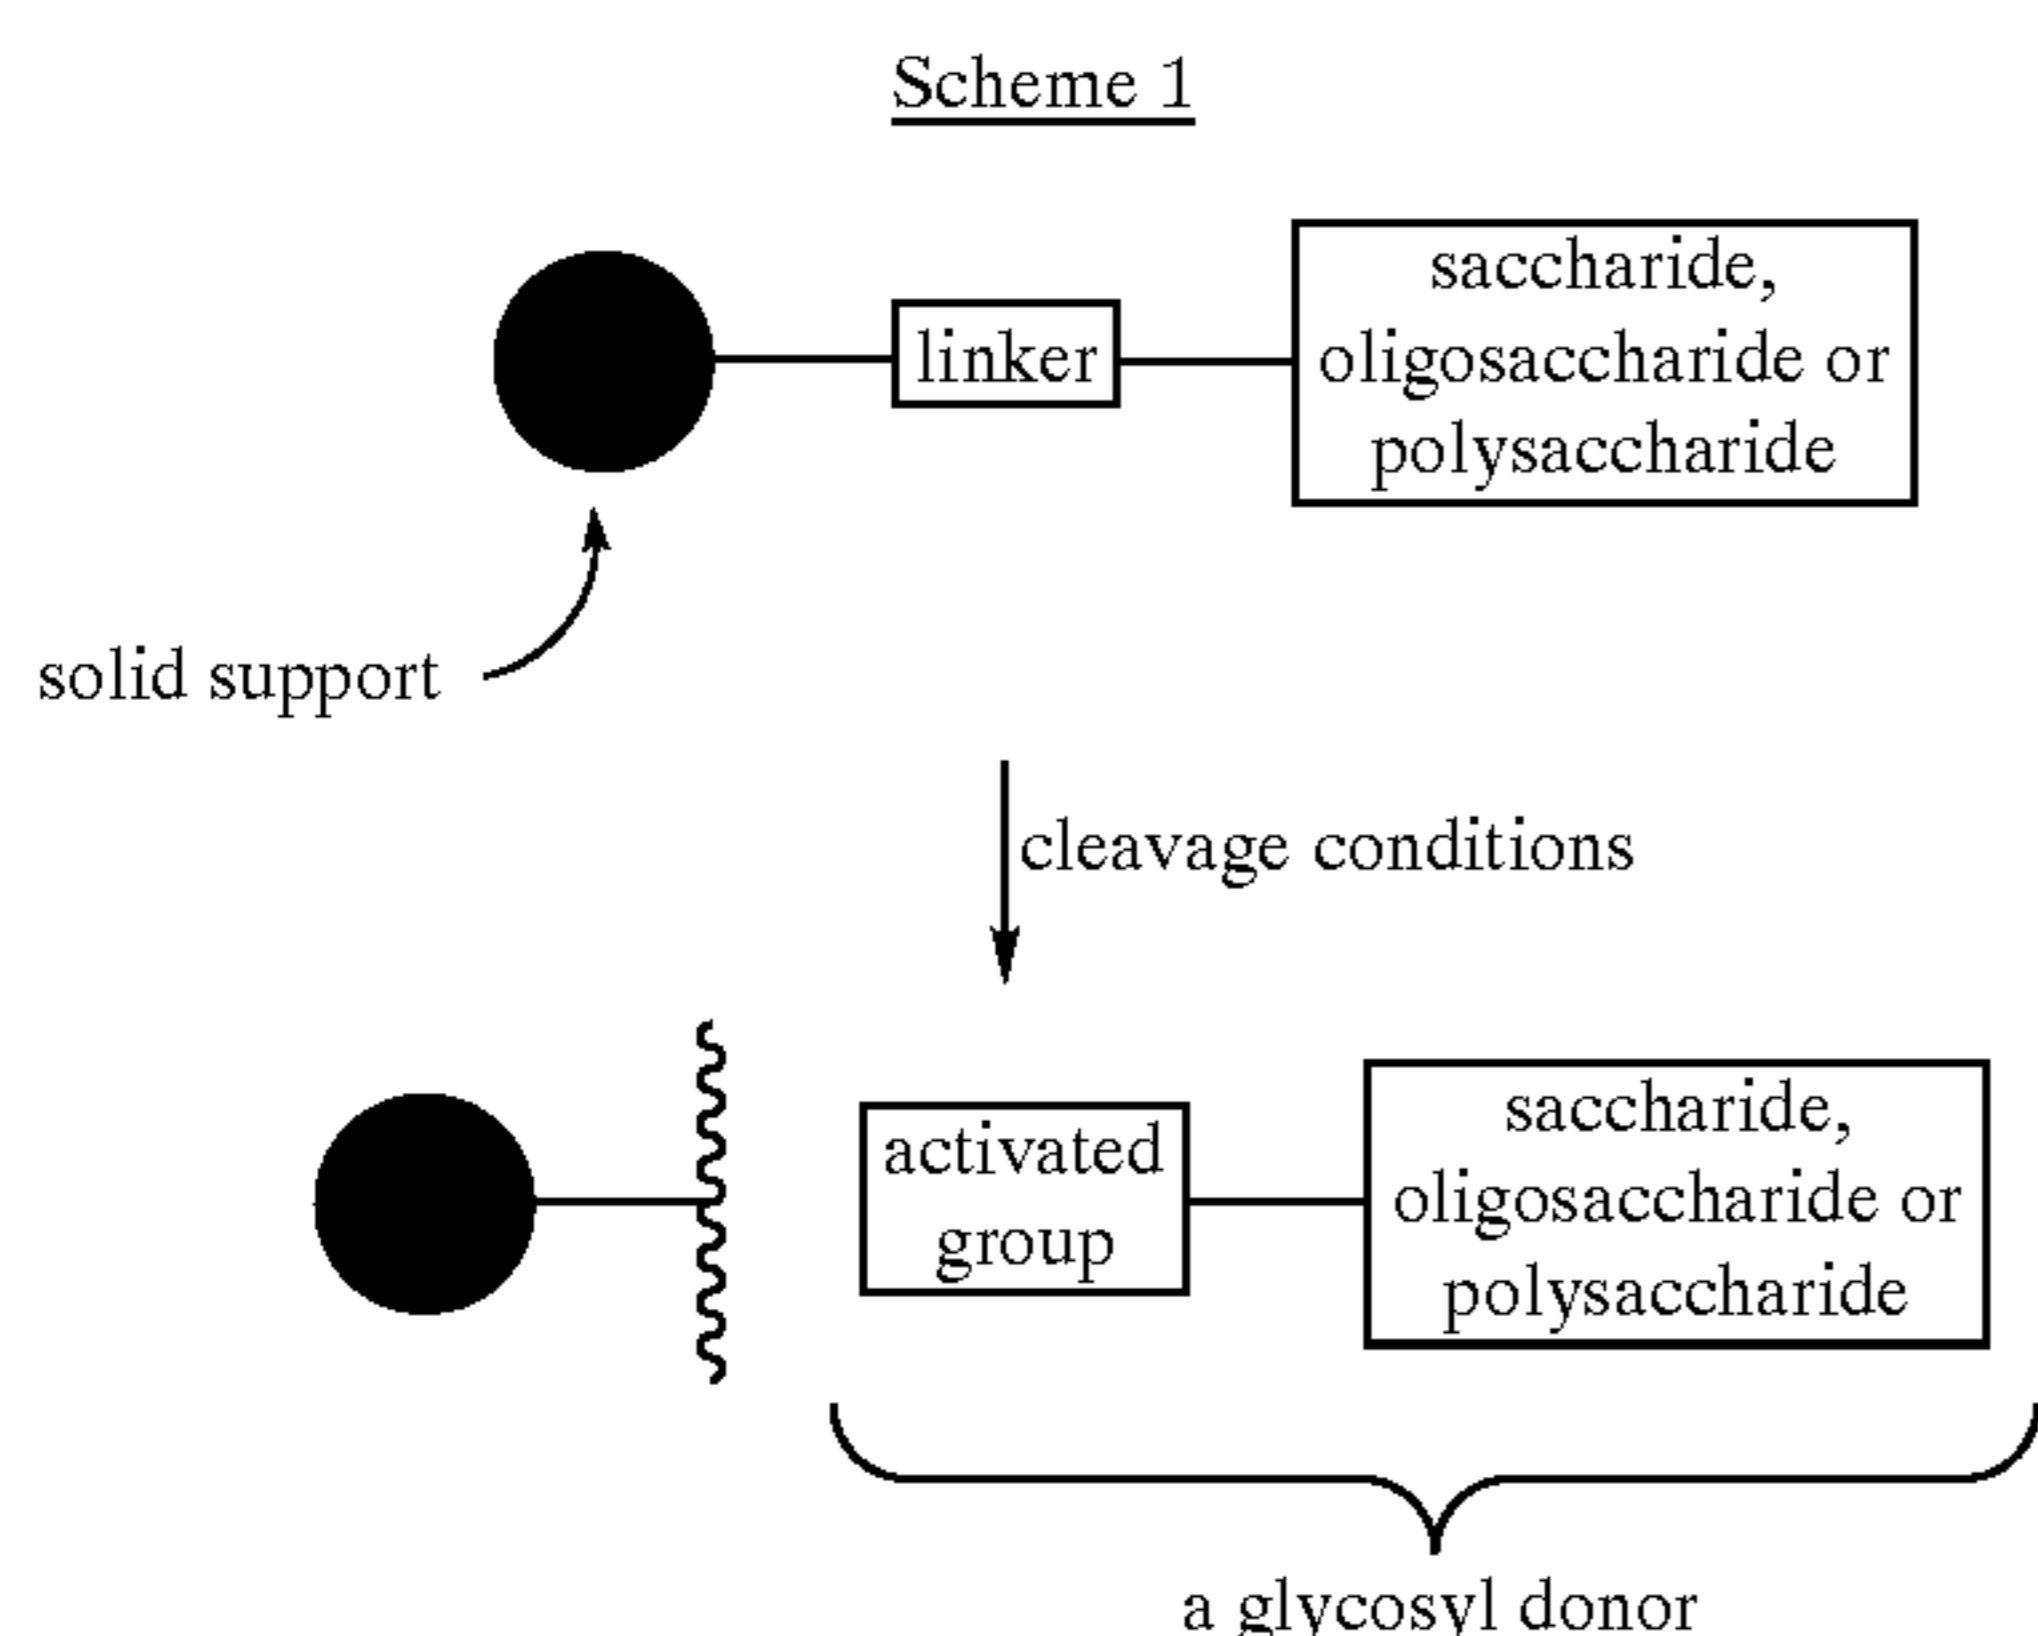 Scheme 1
saccharide,
oligosaccharide or
polysaccharide
linker
solid support
cleavage conditions
activated
group
saccharide,
oligosaccharide or
polysaccharide
a glycosyl donor